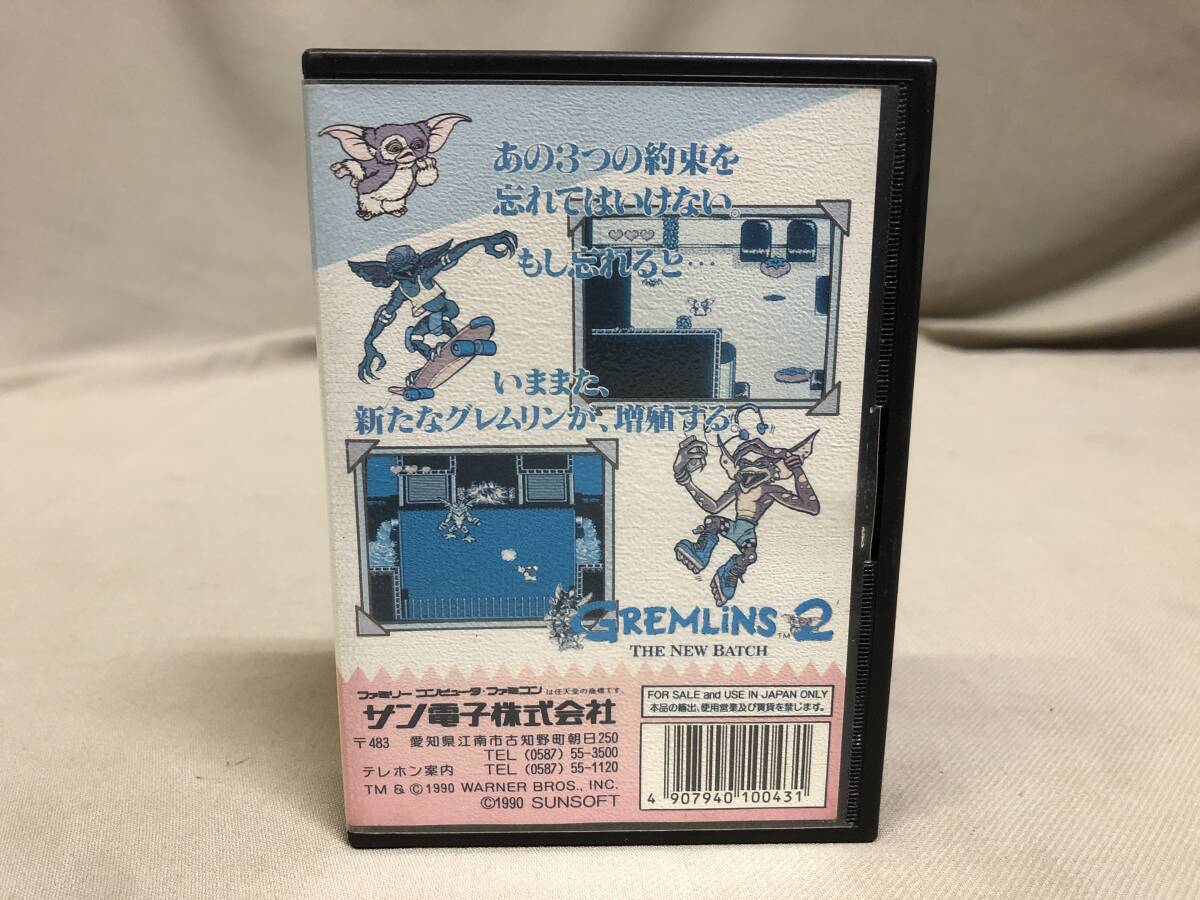 あの3つの約束を
忘れてはいけない。
もし忘れると…
いままた、
新たなグレムリンが、増殖する。
GREMLINS 2
TM
THE NEW BATCH
ファミリーコンピュータ・ファミコンは任天堂の商標です
サン電子株式会社
〒483 愛知県江南市古知野町朝日250
TEL (0587) 55-3500
テレホン案内 TEL (0587) 55-1120
TM & ©1990 WARNER BROS., INC.
©1990 SUNSOFT
FOR SALE and USE IN JAPAN ONLY
本品の輸出、使用営業及び賃貸を禁じます。
4 907940 100431